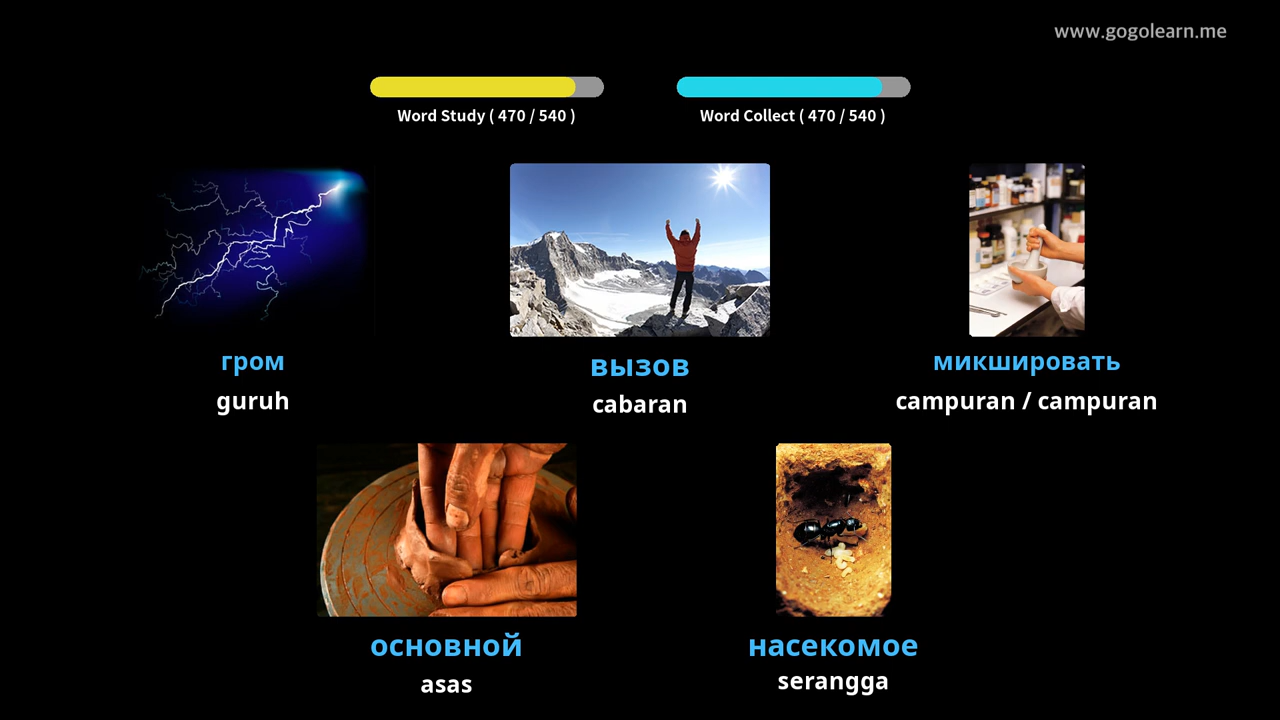 www.gogolearn.me
Word Study ( 470 / 540 )
Word Collect ( 470 / 540 )
гром
guruh
вызов
cabaran
микшировать
campuran / campuran
основной
asas
насекомое
serangga